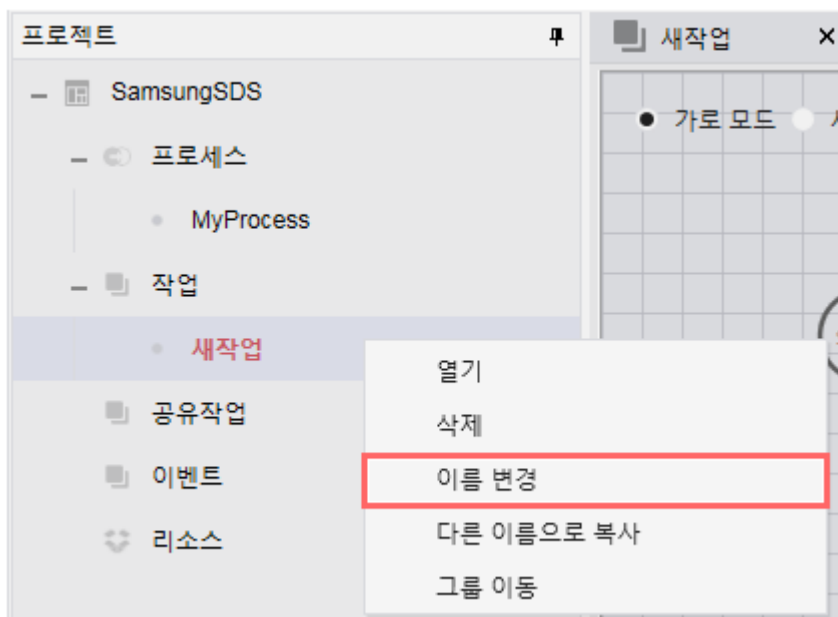 프로젝트
새작업
SamsungSDS
가로 모드
프로세스
MyProcess
작업
새작업
열기
삭제
이름 변경
다른 이름으로 복사
그룹 이동
공유작업
이벤트
리소스